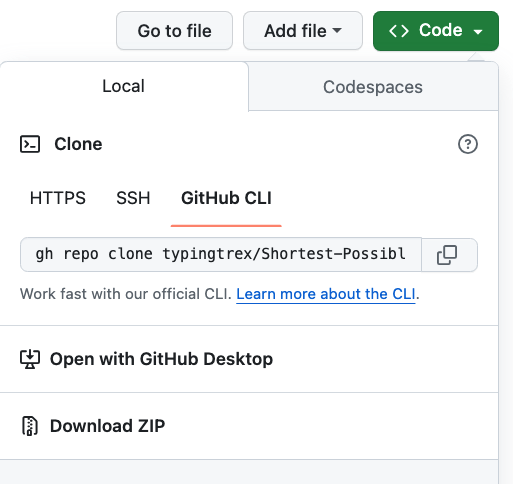 Go to file
Add file
Code
Local
Codespaces
Clone
HTTPS
SSH
GitHub CLI
gh repo clone typingtrex/Shortest-Possibl
Work fast with our official CLI. Learn more about the CLI.
Open with GitHub Desktop
Download ZIP